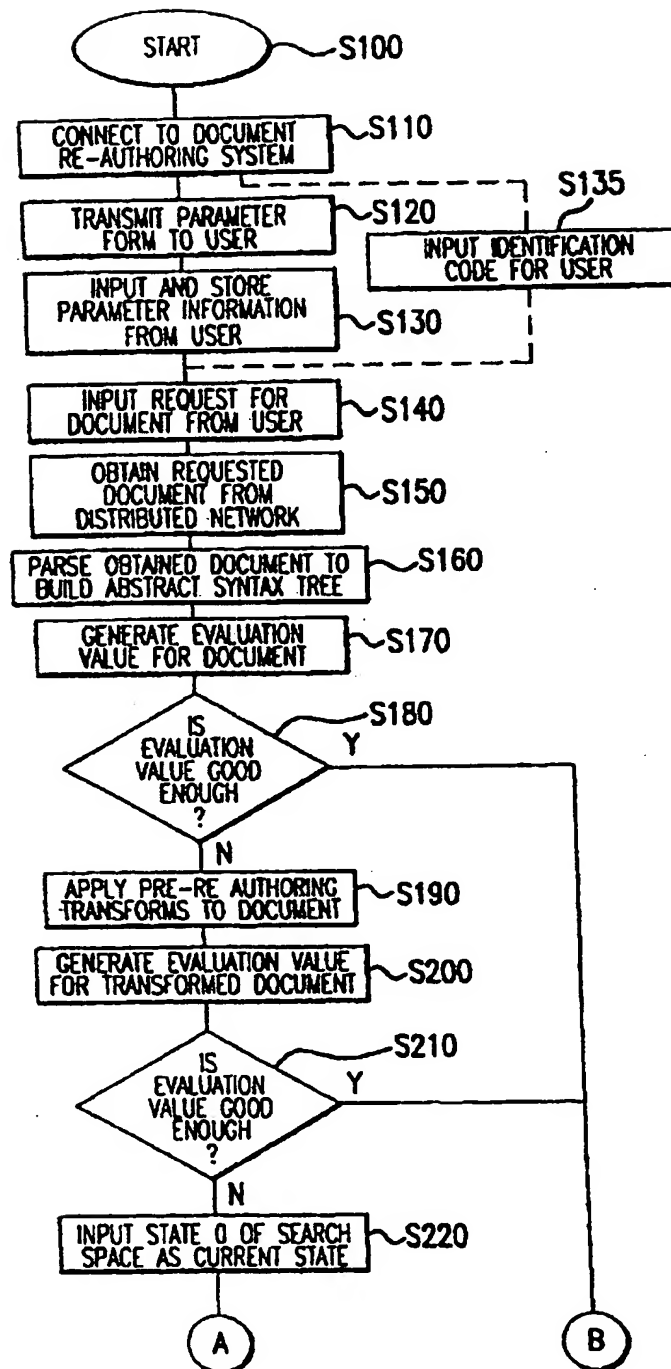 START
S100
CONNECT TO DOCUMENT
RE-AUTHORING SYSTEM
S110
TRANSMIT PARAMETER
FORM TO USER
S120
S135
INPUT IDENTIFICATION
CODE FOR USER
INPUT AND STORE
PARAMETER INFORMATION
FROM USER
S130
INPUT REQUEST FOR
DOCUMENT FROM USER
S140
OBTAIN REQUESTED
DOCUMENT FROM
DISTRIBUTED NETWORK
S150
PARSE OBTAINED DOCUMENT TO
BUILD ABSTRACT SYNTAX TREE
S160
GENERATE EVALUATION
VALUE FOR DOCUMENT
S170
IS
EVALUATION
VALUE GOOD
ENOUGH
?
S180
Y
N
APPLY PRE-RE AUTHORING
TRANSFORMS TO DOCUMENT
S190
GENERATE EVALUATION VALUE
FOR TRANSFORMED DOCUMENT
S200
IS
EVALUATION
VALUE GOOD
ENOUGH
?
S210
Y
N
INPUT STATE 0 OF SEARCH
SPACE AS CURRENT STATE
S220
A
B